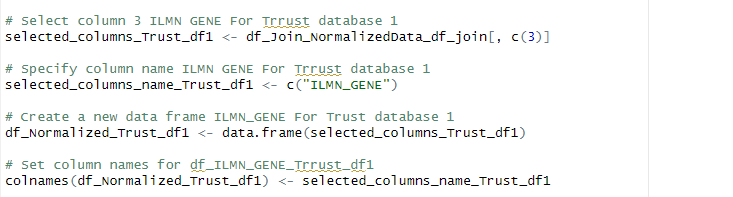 # Select column 3 ILMN GENE For Trrust database 1
selected_columns_Trust_df1 <- df_Join_NormalizedData_df_join[, c(3)]
# Specify column name ILMN GENE For Trrust database 1
selected_columns_name_Trust_df1 <- c("ILMN_GENE")
# Create a new data frame ILMN_GENE For Trust database 1
df_Normalized_Trust_df1 <- data.frame(selected_columns_Trust_df1)
# Set column names for df_ILMN_GENE_Trrust_df1
colnames(df_Normalized_Trust_df1) <- selected_columns_name_Trust_df1